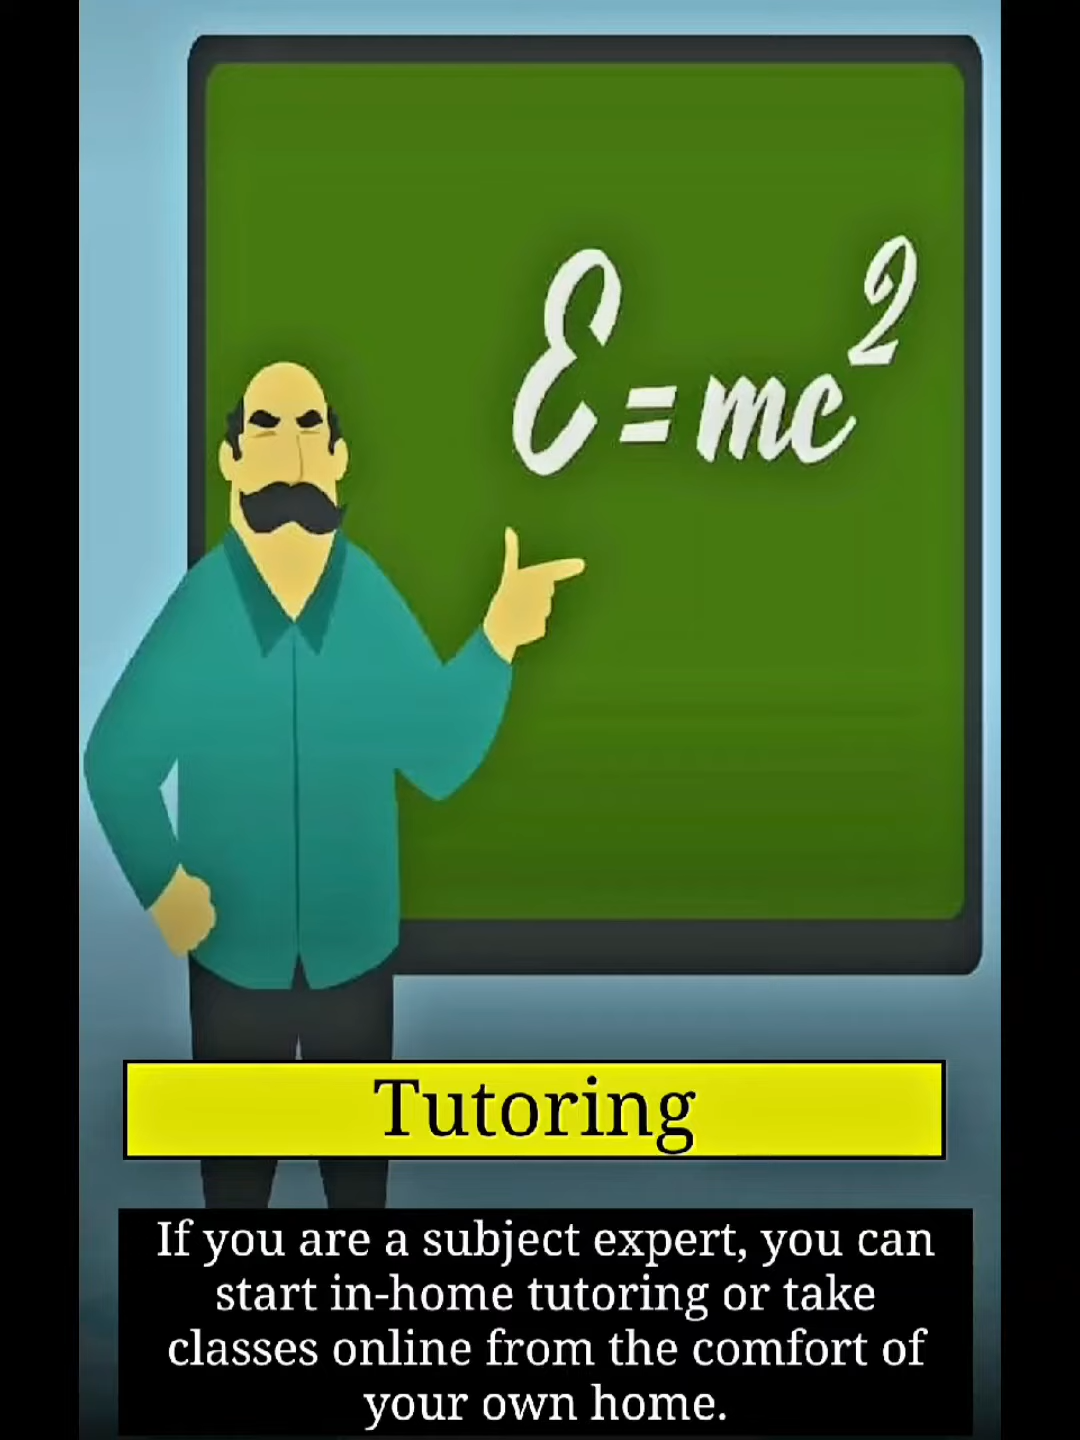 E=mc²
Tutoring
If you are a subject expert, you can
start in-home tutoring or take
classes online from the comfort of
your own home.